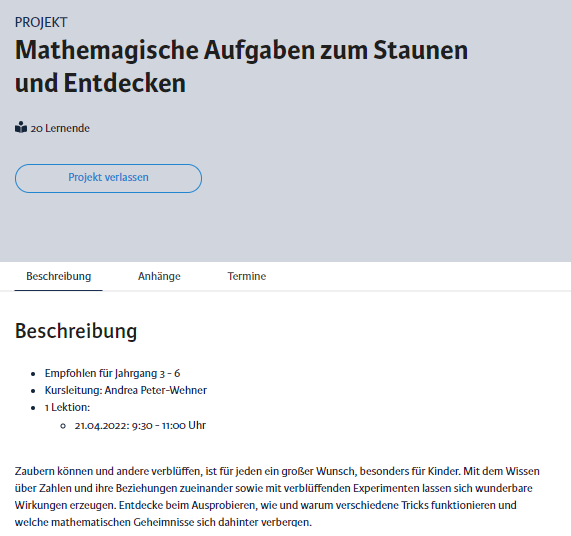 PROJEKT
Mathemagische Aufgaben zum Staunen
und Entdecken
20 Lernende
Projekt verlassen
Beschreibung Anhänge Termine
Beschreibung
• Empfohlen für Jahrgang 3 - 6
• Kursleitung: Andrea Peter-Wehner
• 1 Lektion:
◦ 21.04.2022: 9:30 - 11:00 Uhr
Zaubern können und andere verblüffen, ist für jeden ein großer Wunsch, besonders für Kinder. Mit dem Wissen
über Zahlen und ihre Beziehungen zueinander sowie mit verblüffenden Experimenten lassen sich wunderbare
Wirkungen erzeugen. Entdecke beim Ausprobieren, wie und warum verschiedene Tricks funktionieren und
welche mathematischen Geheimnisse sich dahinter verbergen.